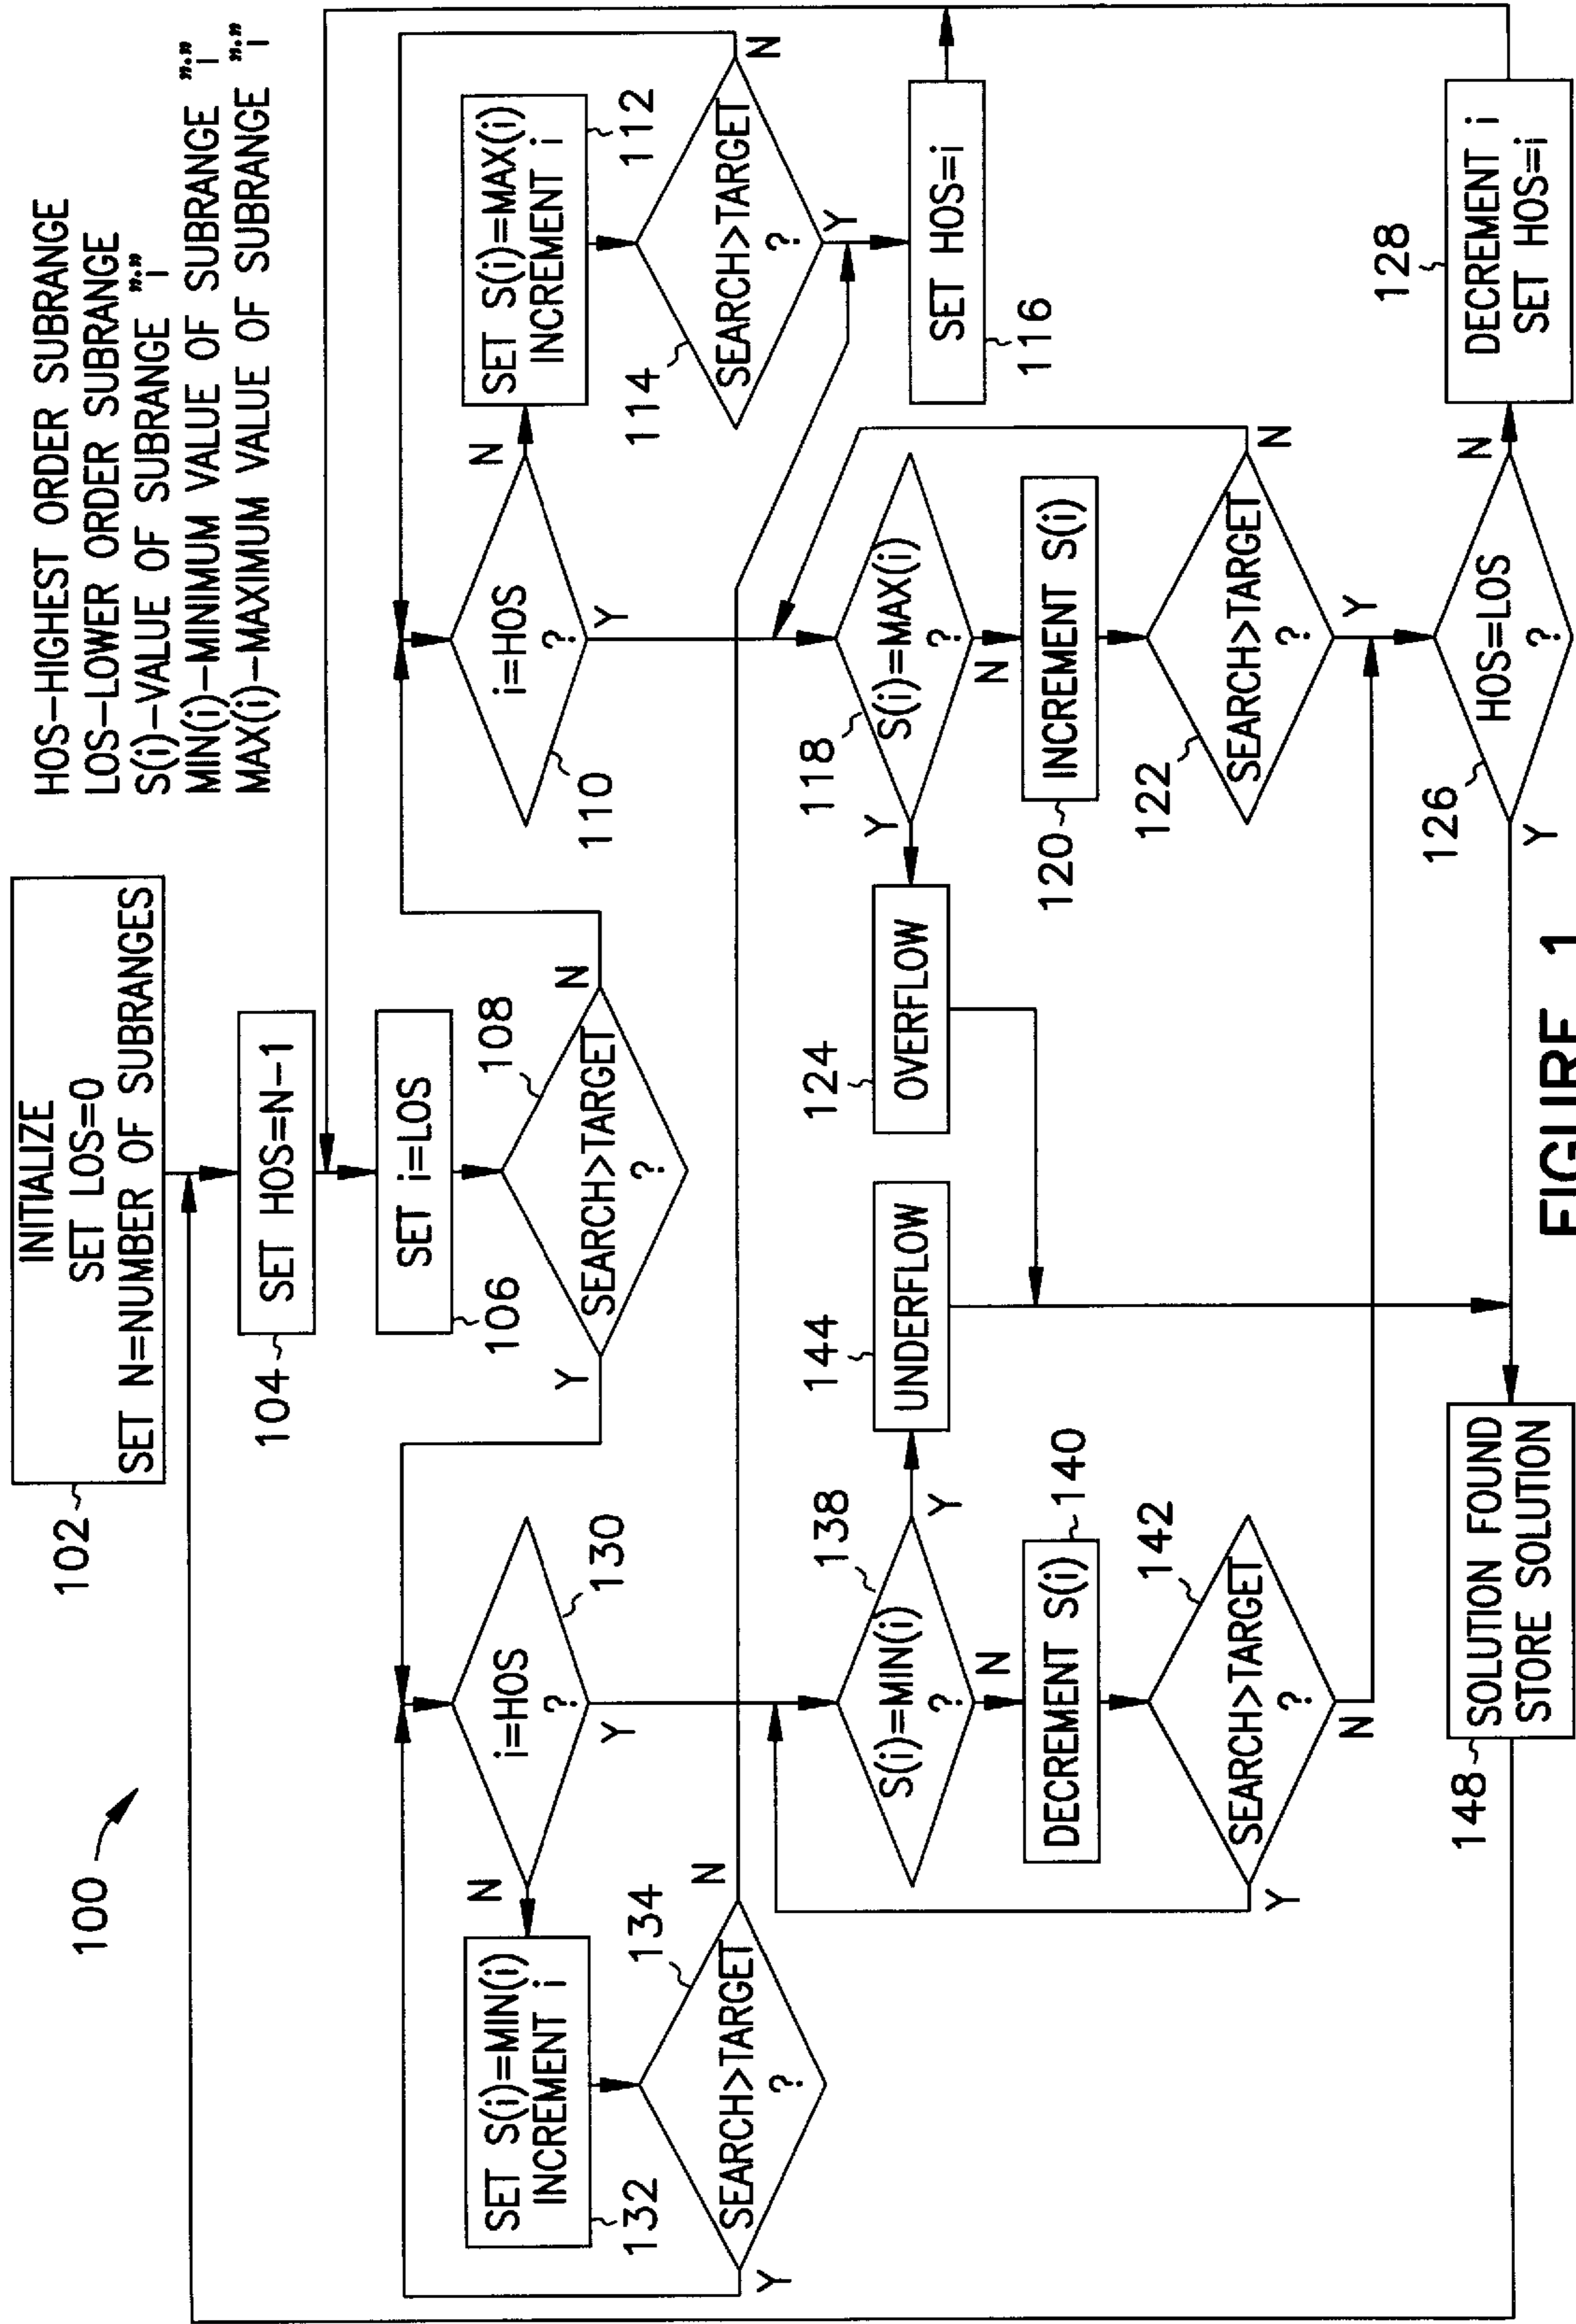 HOS-HIGHEST ORDER SUBRANGE
LOS-LOWER ORDER SUBRANGE
S(i)-VALUE OF SUBRANGE "i"
MIN(i)-MINIMUM VALUE OF SUBRANGE "i"
MAX(i)-MAXIMUM VALUE OF SUBRANGE "i"
100
102
INITIALIZE
SET LOS=0
SET N=NUMBER OF SUBRANGES
104
SET HOS=N-1
106
SET i=LOS
108
SEARCH>TARGET
?
Y
N
130
i=HOS
?
N
Y
132
SET S(i)=MIN(i)
INCREMENT i
134
SEARCH>TARGET
?
Y
N
110
i=HOS
?
N
Y
112
SET S(i)=MAX(i)
INCREMENT i
114
SEARCH>TARGET
?
N
Y
116
SET HOS=i
138
S(i)=MIN(i)
?
Y
N
144
UNDERFLOW
140
DECREMENT S(i)
142
SEARCH>TARGET
?
Y
N
118
S(i)=MAX(i)
?
Y
N
124
OVERFLOW
120
INCREMENT S(i)
122
SEARCH>TARGET
?
N
Y
126
HOS=LOS
?
Y
N
128
DECREMENT i
SET HOS=i
148
SOLUTION FOUND
STORE SOLUTION
FIGURE 1